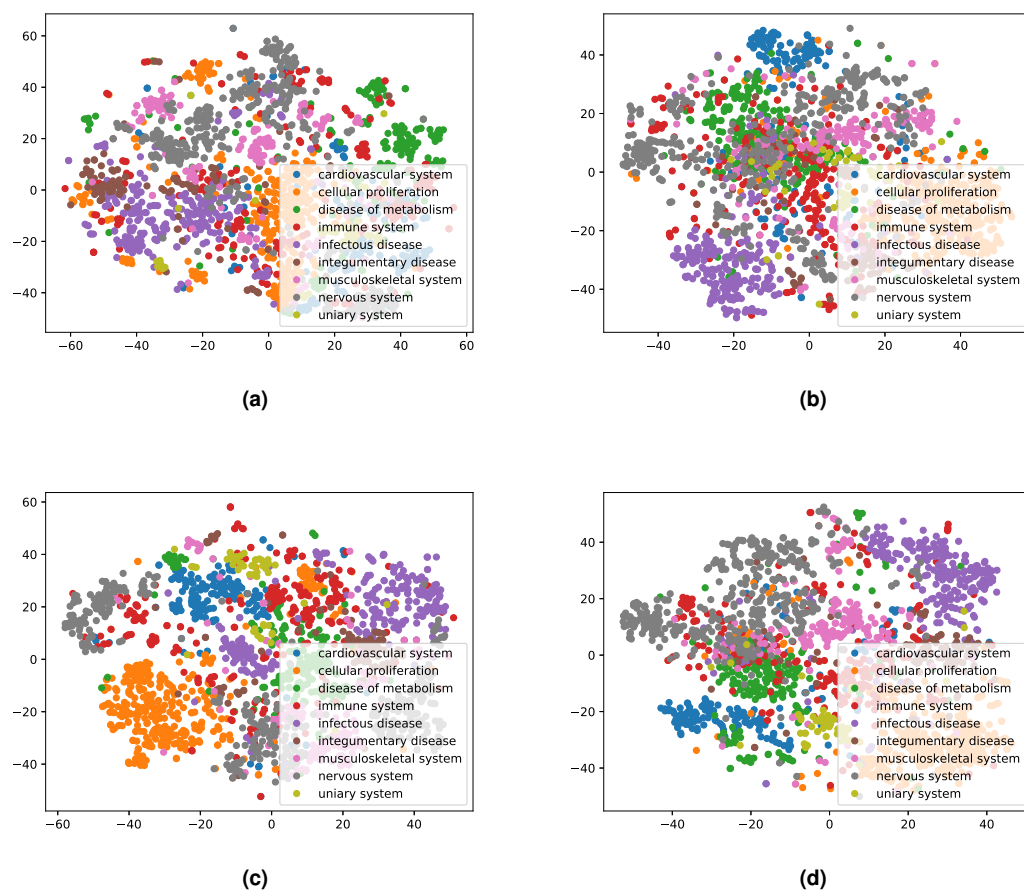 60
40
20
0
−20
−40
−60 −40 −20 0 20 40 60
cardiovascular system
cellular proliferation
disease of metabolism
immune system
infectous disease
integumentary disease
musculoskeletal system
nervous system
uniary system
(a)
40
20
0
−20
−40
−40 −20 0 20 40
cardiovascular system
cellular proliferation
disease of metabolism
immune system
infectous disease
integumentary disease
musculoskeletal system
nervous system
uniary system
(b)
60
40
20
0
−20
−40
−60 −40 −20 0 20 40
cardiovascular system
cellular proliferation
disease of metabolism
immune system
infectous disease
integumentary disease
musculoskeletal system
nervous system
uniary system
(c)
40
20
0
−20
−40
−40 −20 0 20 40
cardiovascular system
cellular proliferation
disease of metabolism
immune system
infectous disease
integumentary disease
musculoskeletal system
nervous system
uniary system
(d)